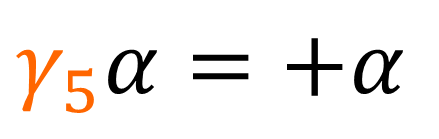 γ₅α = +α